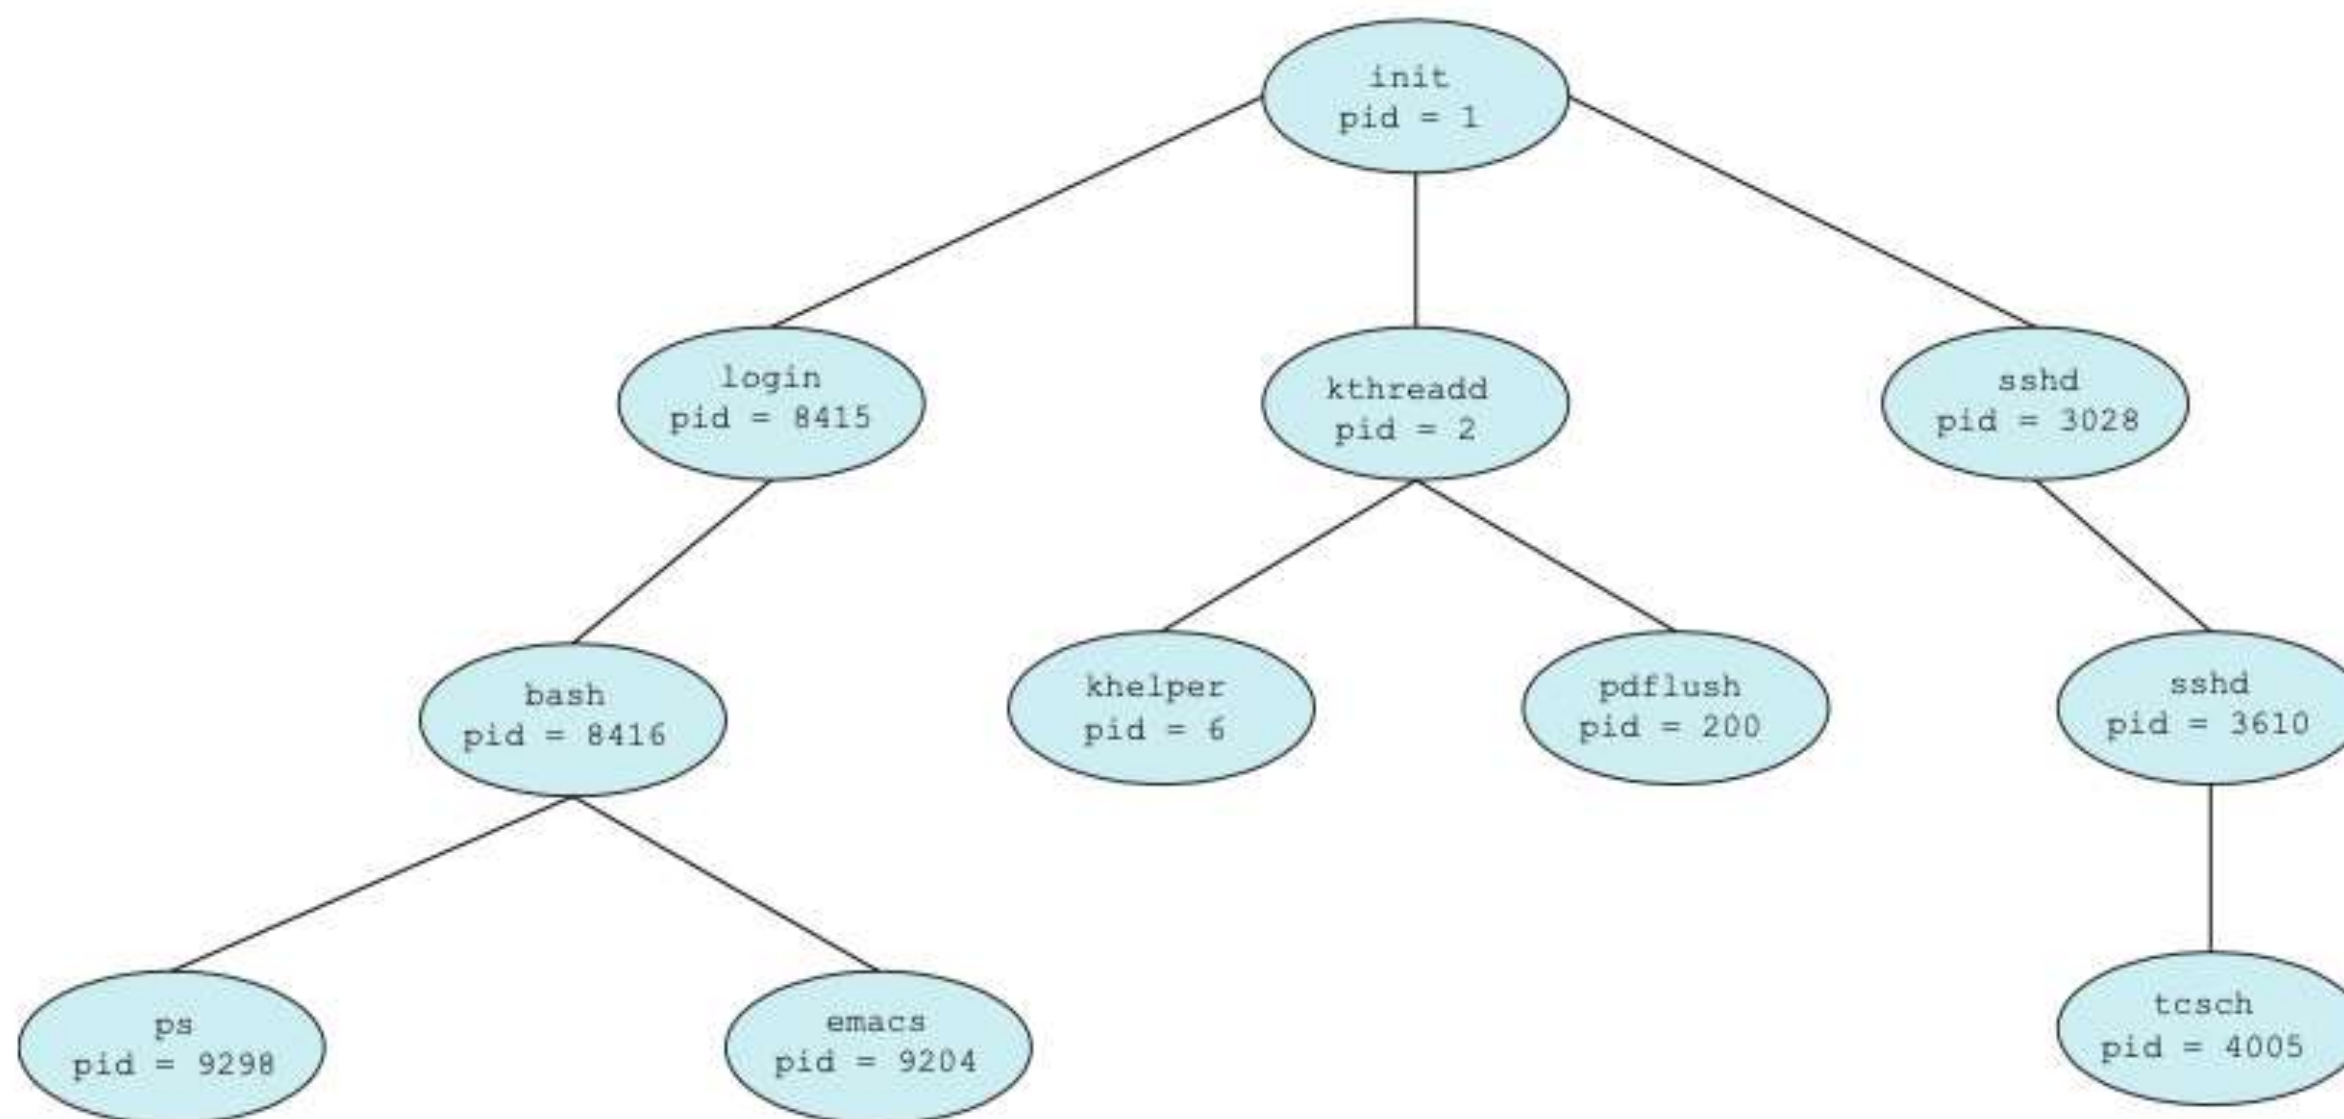 init
pid = 1
login
pid = 8415
kthreadd
pid = 2
sshd
pid = 3028
bash
pid = 8416
khelper
pid = 6
pdflush
pid = 200
sshd
pid = 3610
ps
pid = 9298
emacs
pid = 9204
tcsch
pid = 4005